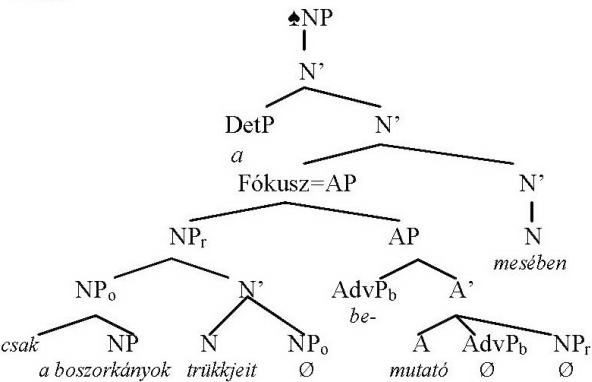 ♠NP
N’
DetP N’
a
Fókusz=AP N’
NPr AP N
mesében
NPo N’ AdvPb A’
be-
csak NP N NPo A AdvPb NPr
a boszorkányok trükkjeit Ø mutató Ø Ø